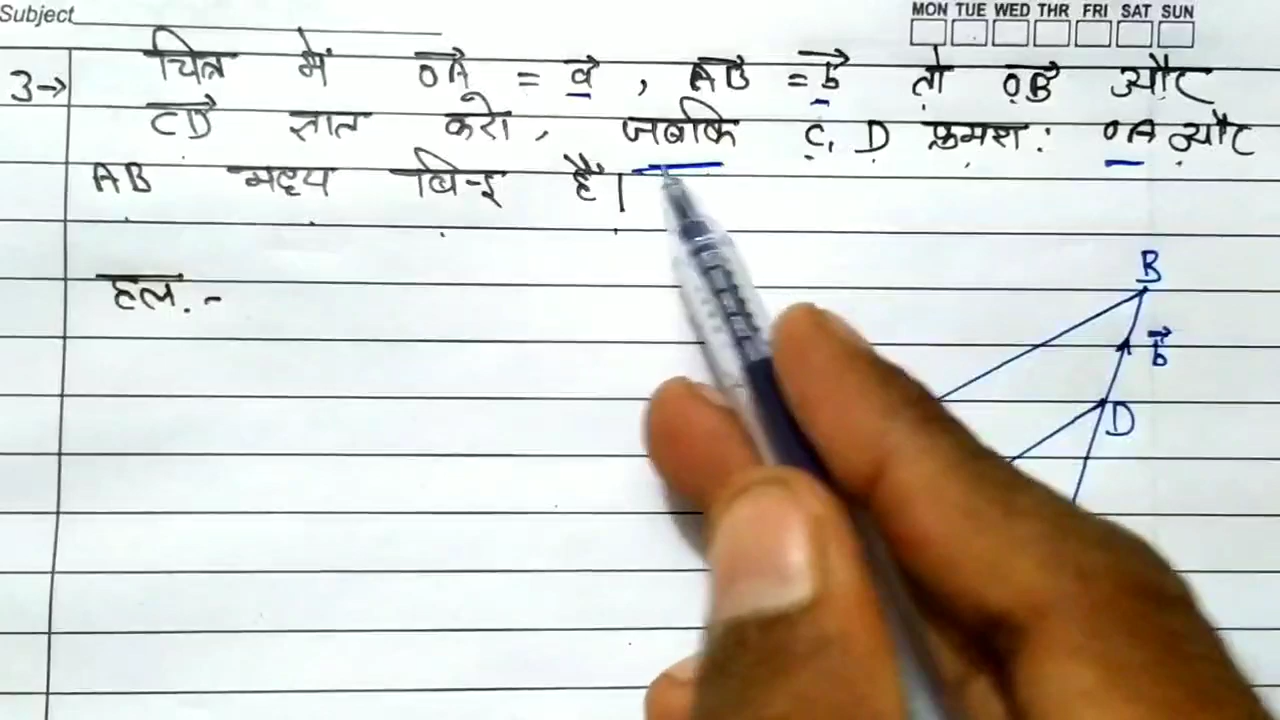 Subject
MON TUE WED THR FRI SAT SUN
3→ चित्र में OA⃗ = a⃗ , AB⃗ = b⃗ तो OB⃗ और
CD⃗ ज्ञात करो, जबकि C, D क्रमश: OA और
AB मध्य बिन्दु हैं।
हल.-
B
b⃗
D